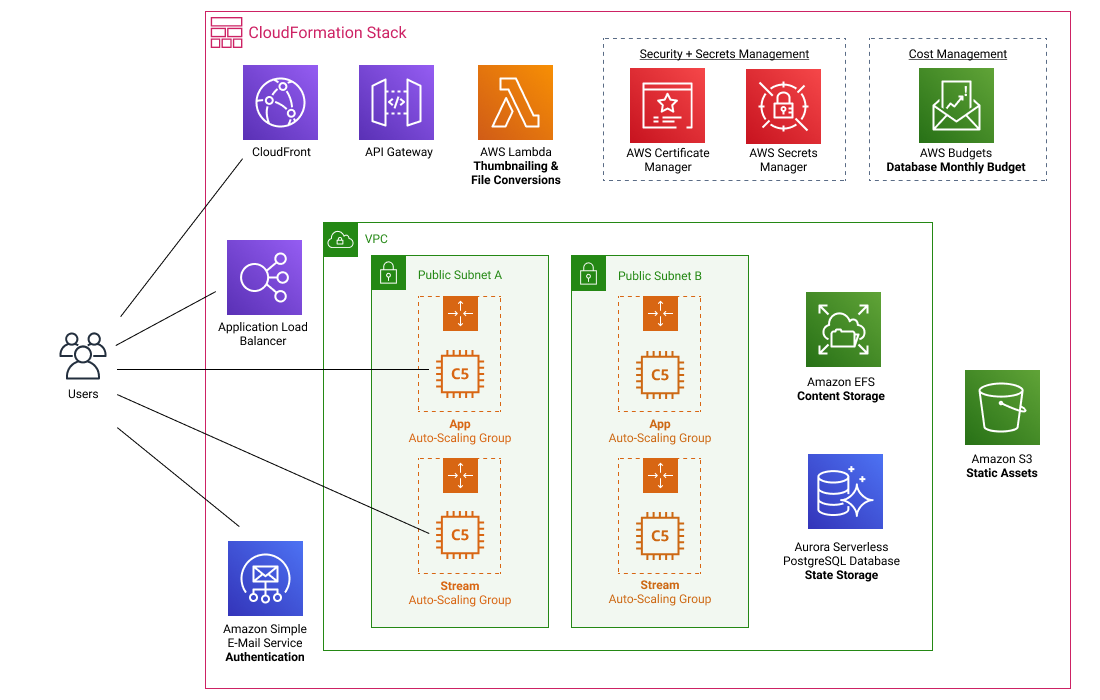 CloudFormation Stack
CloudFront
API Gateway
AWS Lambda
Thumbnailing &
File Conversions
Security + Secrets Management
AWS Certificate
Manager
AWS Secrets
Manager
Cost Management
AWS Budgets
Database Monthly Budget
Users
Application Load
Balancer
Amazon Simple
E-Mail Service
Authentication
VPC
Public Subnet A
C5
App
Auto-Scaling Group
C5
Stream
Auto-Scaling Group
Public Subnet B
C5
App
Auto-Scaling Group
C5
Stream
Auto-Scaling Group
Amazon EFS
Content Storage
Aurora Serverless
PostgreSQL Database
State Storage
Amazon S3
Static Assets